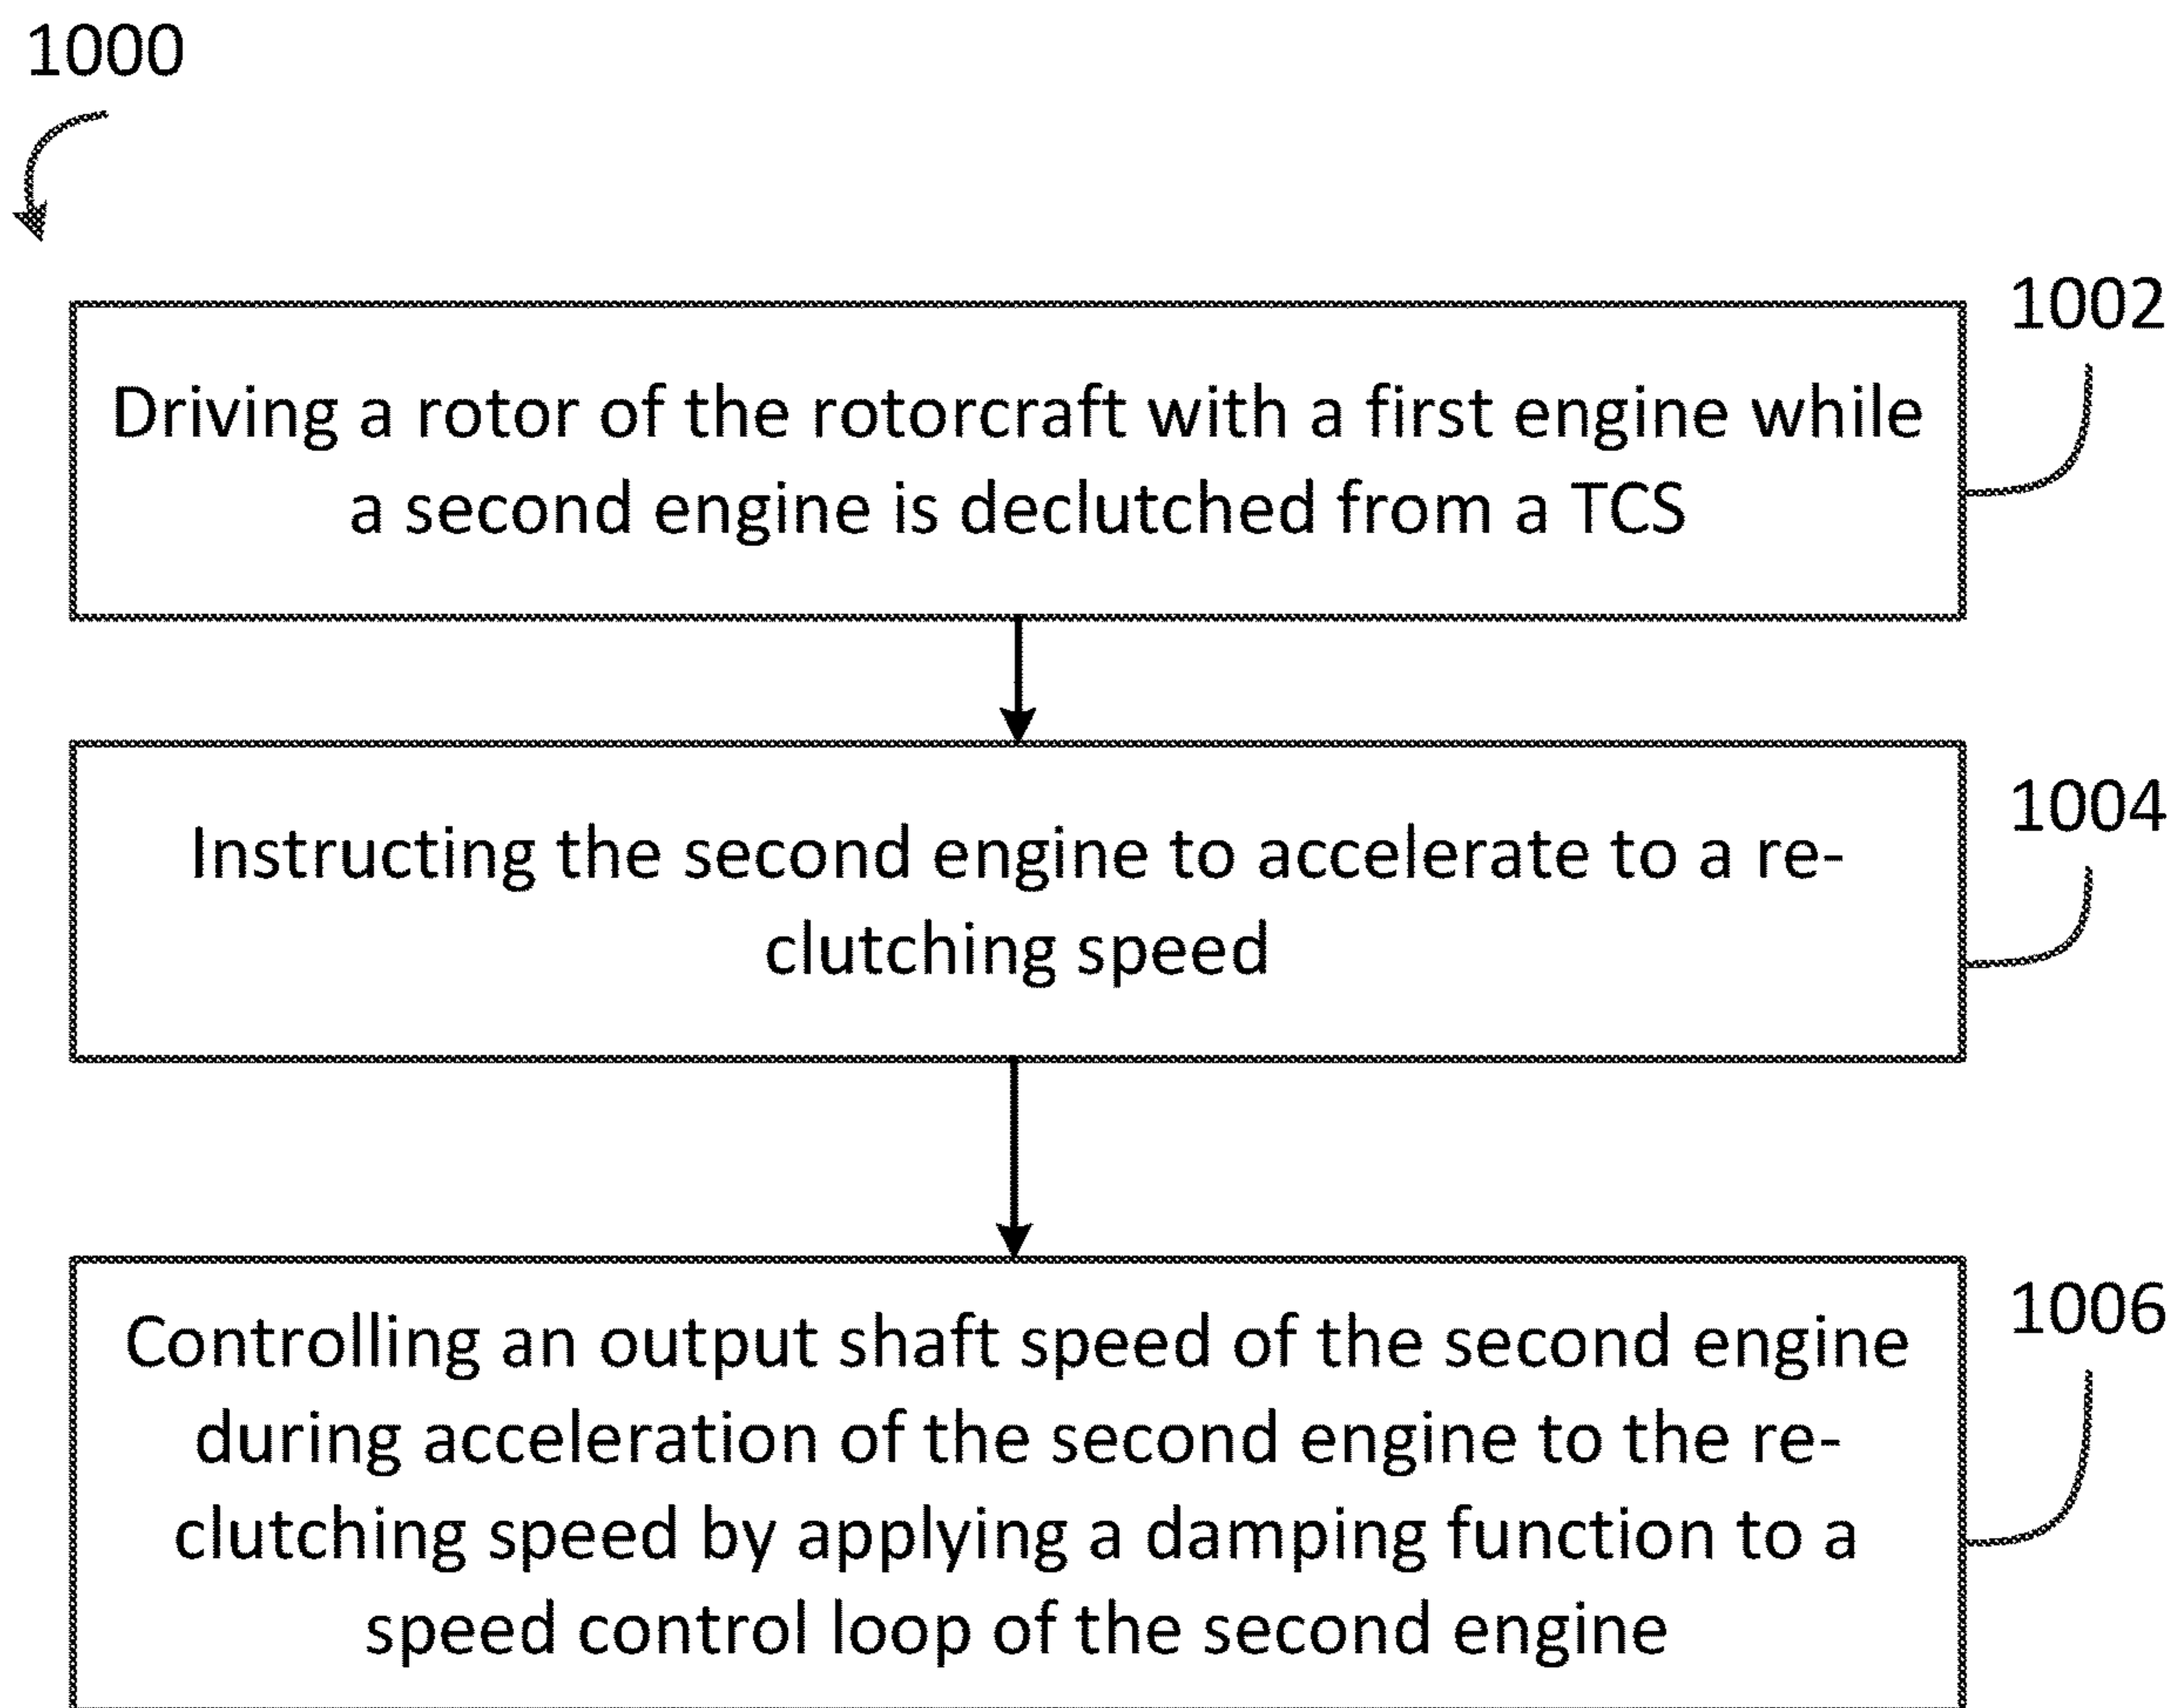 1000
1002
Driving a rotor of the rotorcraft with a first engine while
a second engine is declutched from a TCS
1004
Instructing the second engine to accelerate to a re-
clutching speed
1006
Controlling an output shaft speed of the second engine
during acceleration of the second engine to the re-
clutching speed by applying a damping function to a
speed control loop of the second engine